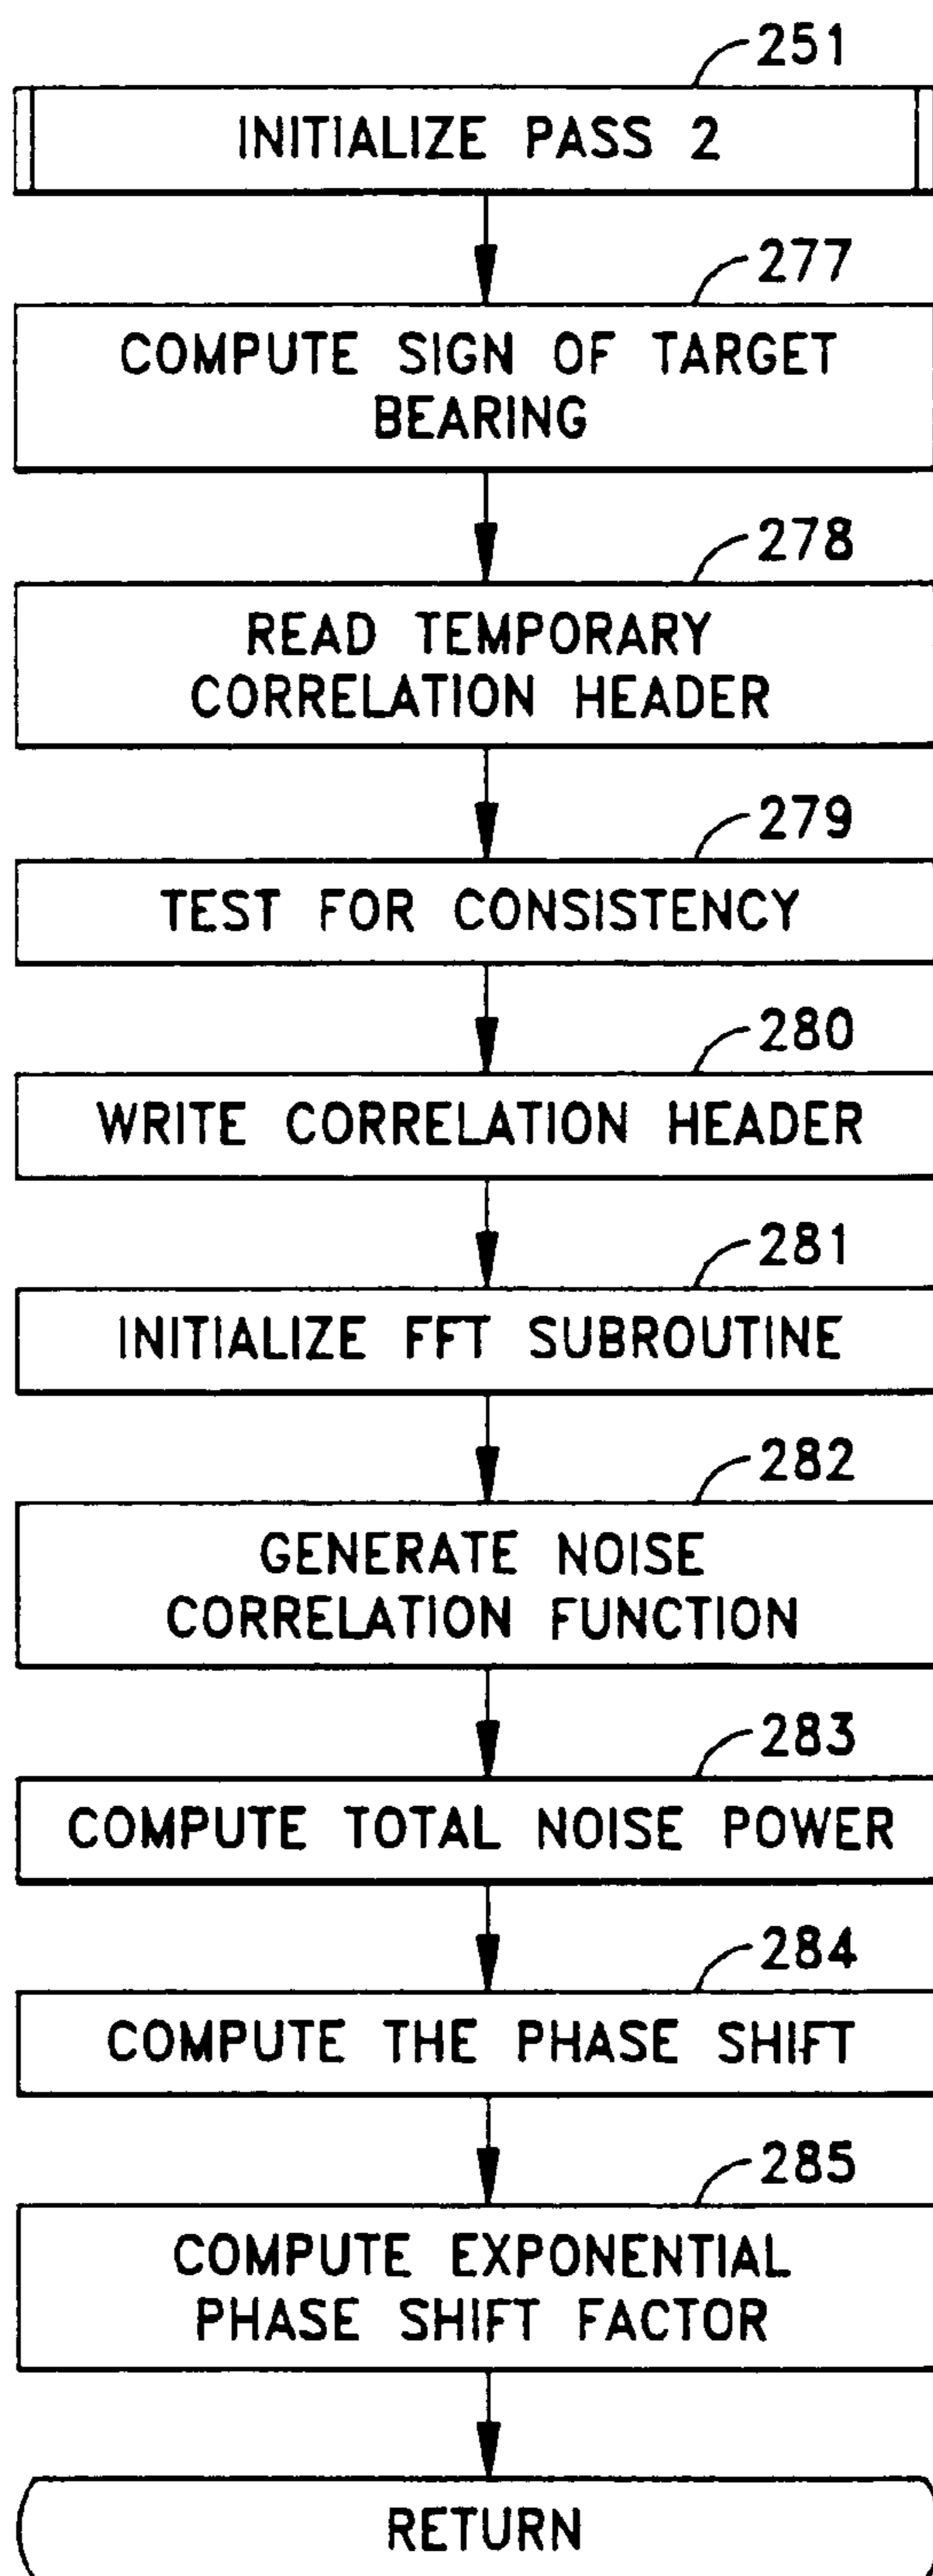 251
INITIALIZE PASS 2
277
COMPUTE SIGN OF TARGET
BEARING
278
READ TEMPORARY
CORRELATION HEADER
279
TEST FOR CONSISTENCY
280
WRITE CORRELATION HEADER
281
INITIALIZE FFT SUBROUTINE
282
GENERATE NOISE
CORRELATION FUNCTION
283
COMPUTE TOTAL NOISE POWER
284
COMPUTE THE PHASE SHIFT
285
COMPUTE EXPONENTIAL
PHASE SHIFT FACTOR
RETURN